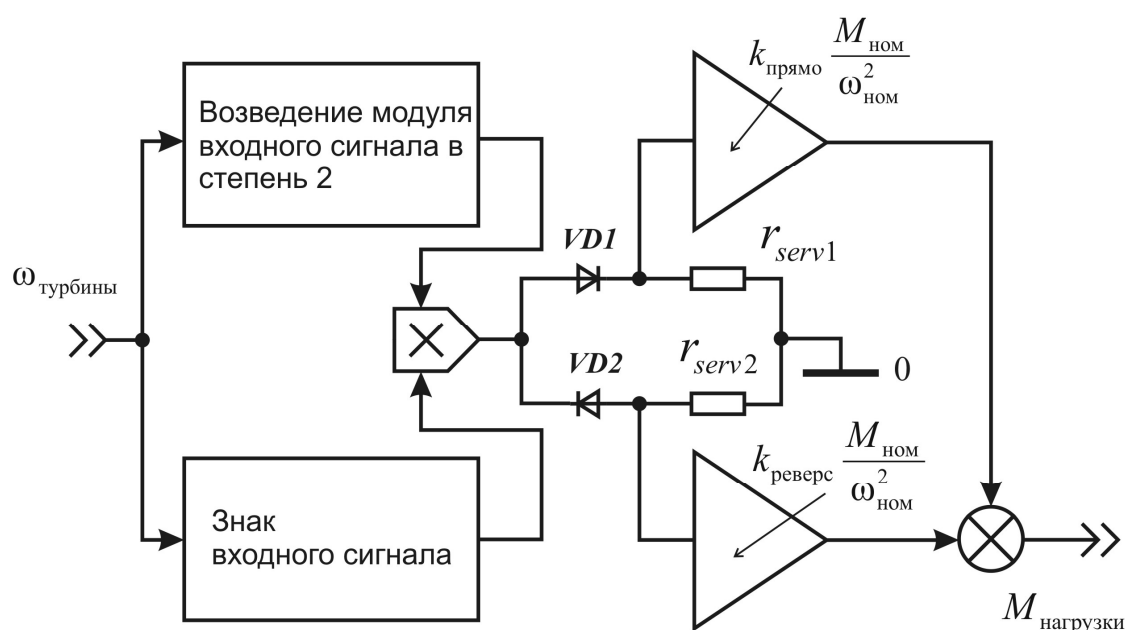 Возведение модуля
входного сигнала в
степень 2
k прямо M ном / ω² ном
VD1
r serv1
ω турбины
×
VD2
r serv2
0
k реверс M ном / ω² ном
Знак
входного сигнала
M нагрузки